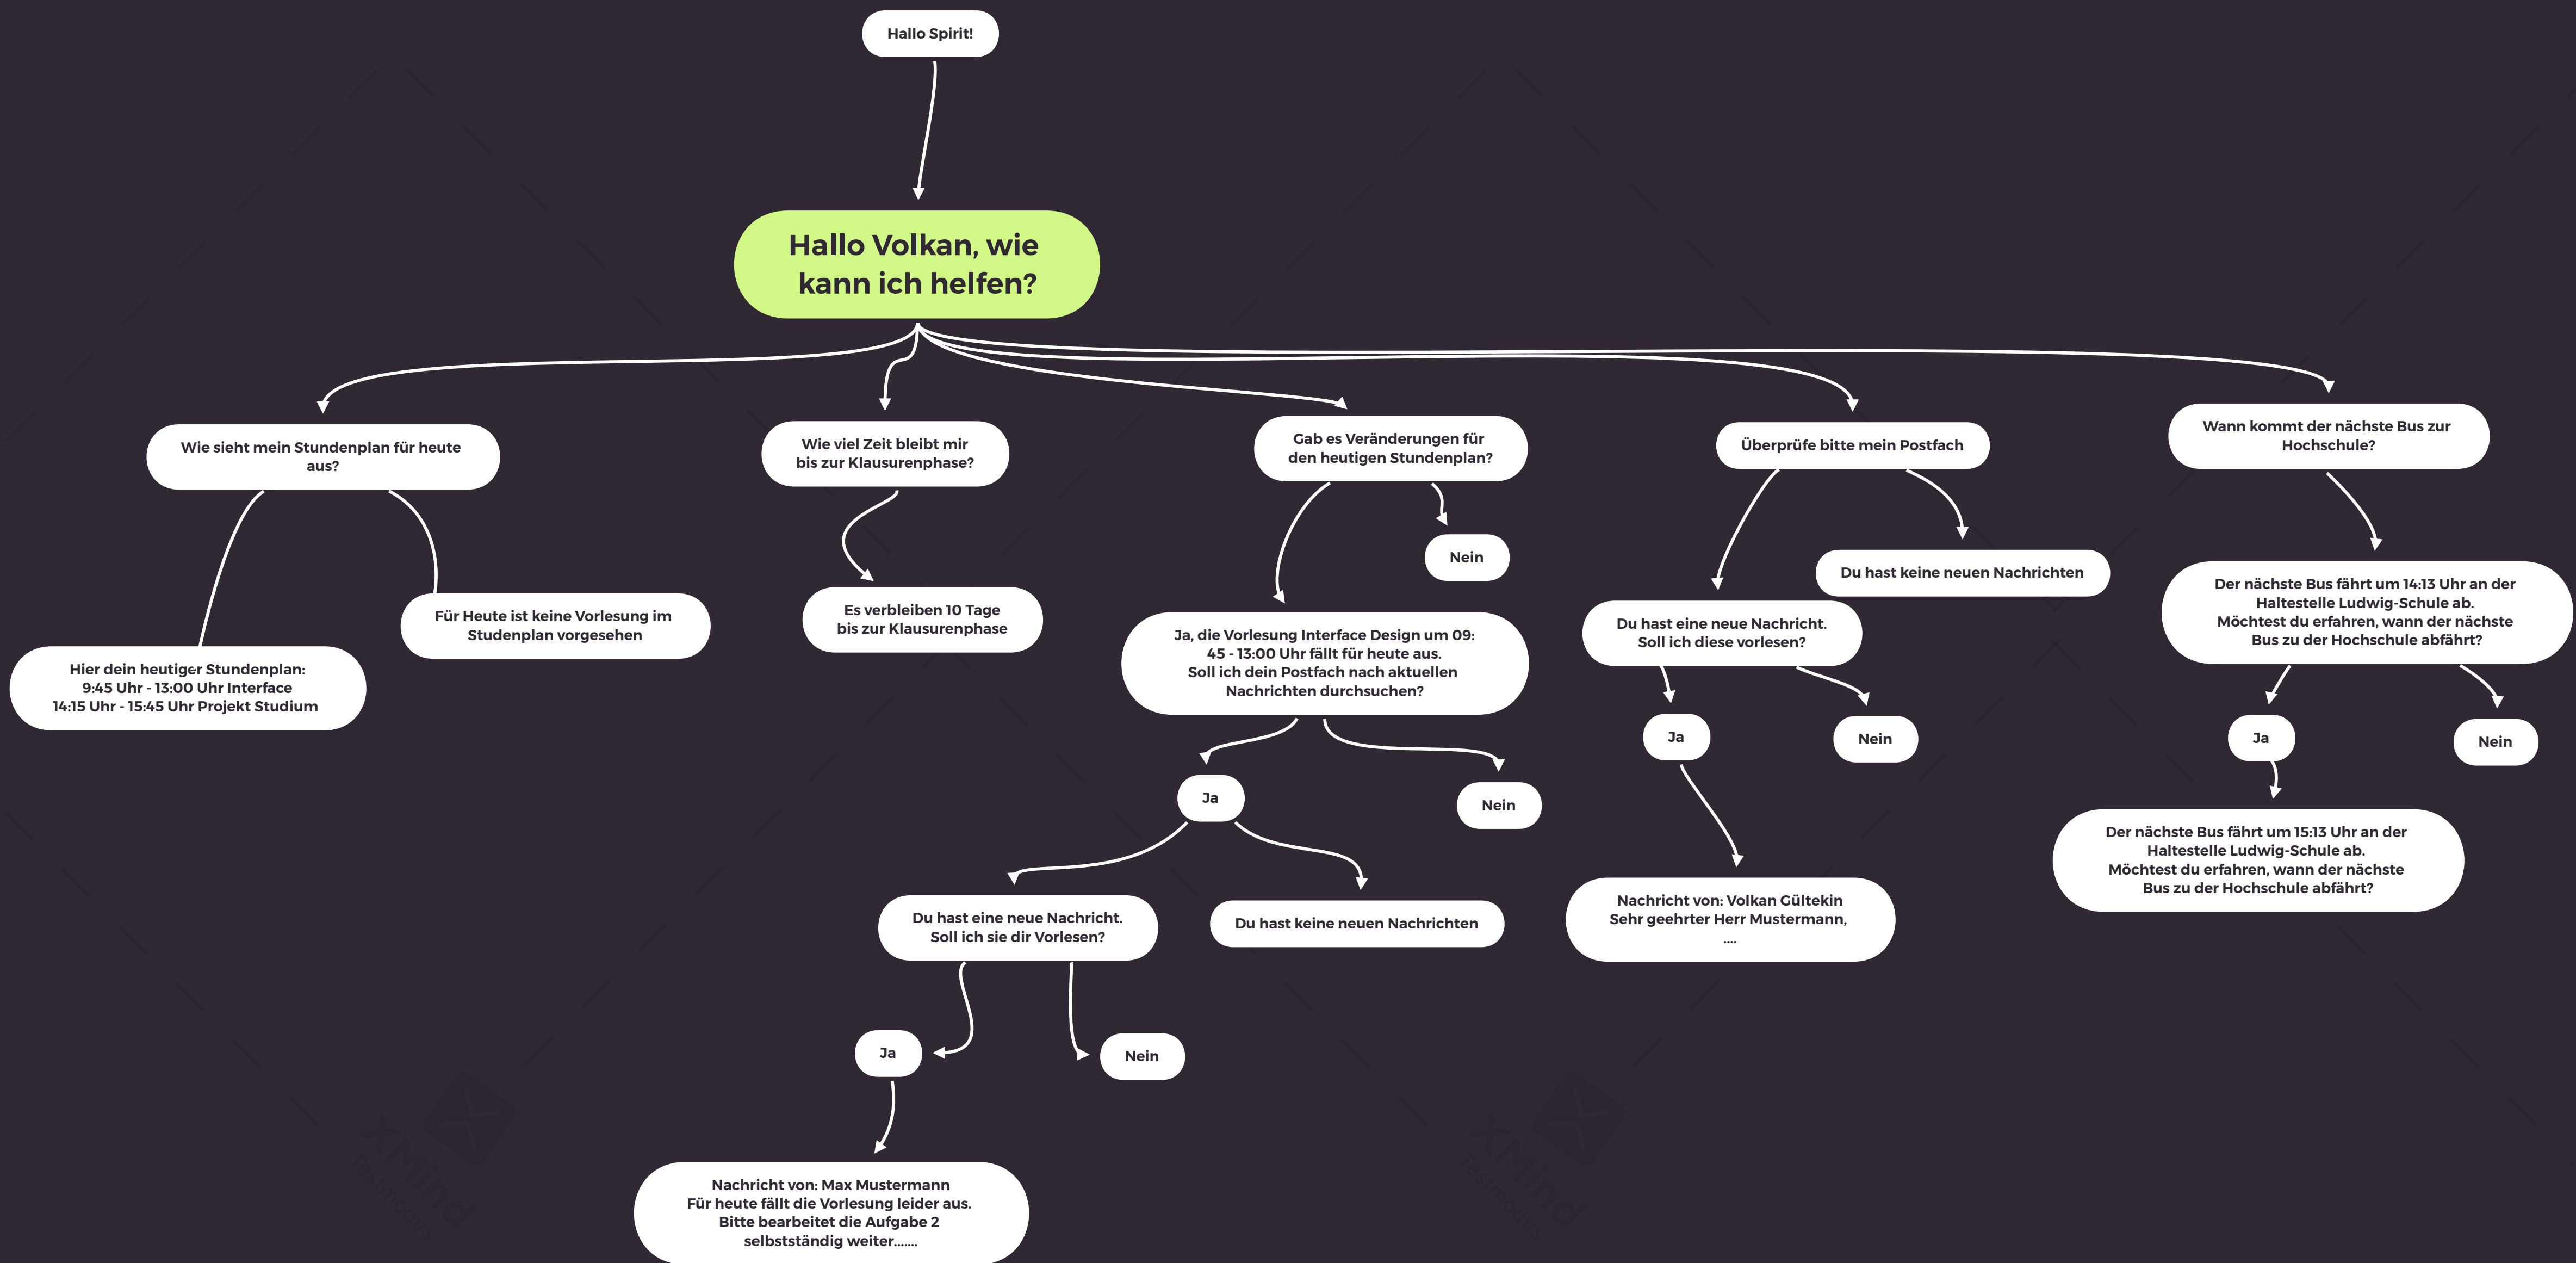 Hallo Spirit!
Hallo Volkan, wie
kann ich helfen?
Wie sieht mein Stundenplan für heute
aus?
Wie viel Zeit bleibt mir
bis zur Klausurenphase?
Gab es Veränderungen für
den heutigen Stundenplan?
Überprüfe bitte mein Postfach
Wann kommt der nächste Bus zur
Hochschule?
Hier dein heutiger Stundenplan:
9:45 Uhr - 13:00 Uhr Interface
14:15 Uhr - 15:45 Uhr Projekt Studium
Für Heute ist keine Vorlesung im
Studenplan vorgesehen
Es verbleiben 10 Tage
bis zur Klausurenphase
Nein
Ja, die Vorlesung Interface Design um 09:
45 - 13:00 Uhr fällt für heute aus.
Soll ich dein Postfach nach aktuellen
Nachrichten durchsuchen?
Ja
Nein
Du hast eine neue Nachricht.
Soll ich sie dir Vorlesen?
Du hast keine neuen Nachrichten
Ja
Nein
Nachricht von: Max Mustermann
Für heute fällt die Vorlesung leider aus.
Bitte bearbeitet die Aufgabe 2
selbstständig weiter.......
Du hast keine neuen Nachrichten
Du hast eine neue Nachricht.
Soll ich diese vorlesen?
Ja
Nein
Nachricht von: Volkan Gültekin
Sehr geehrter Herr Mustermann,
....
Der nächste Bus fährt um 14:13 Uhr an der
Haltestelle Ludwig-Schule ab.
Möchtest du erfahren, wann der nächste
Bus zu der Hochschule abfährt?
Ja
Nein
Der nächste Bus fährt um 15:13 Uhr an der
Haltestelle Ludwig-Schule ab.
Möchtest du erfahren, wann der nächste
Bus zu der Hochschule abfährt?
XMind
Testmodus
XMind
Testmodus